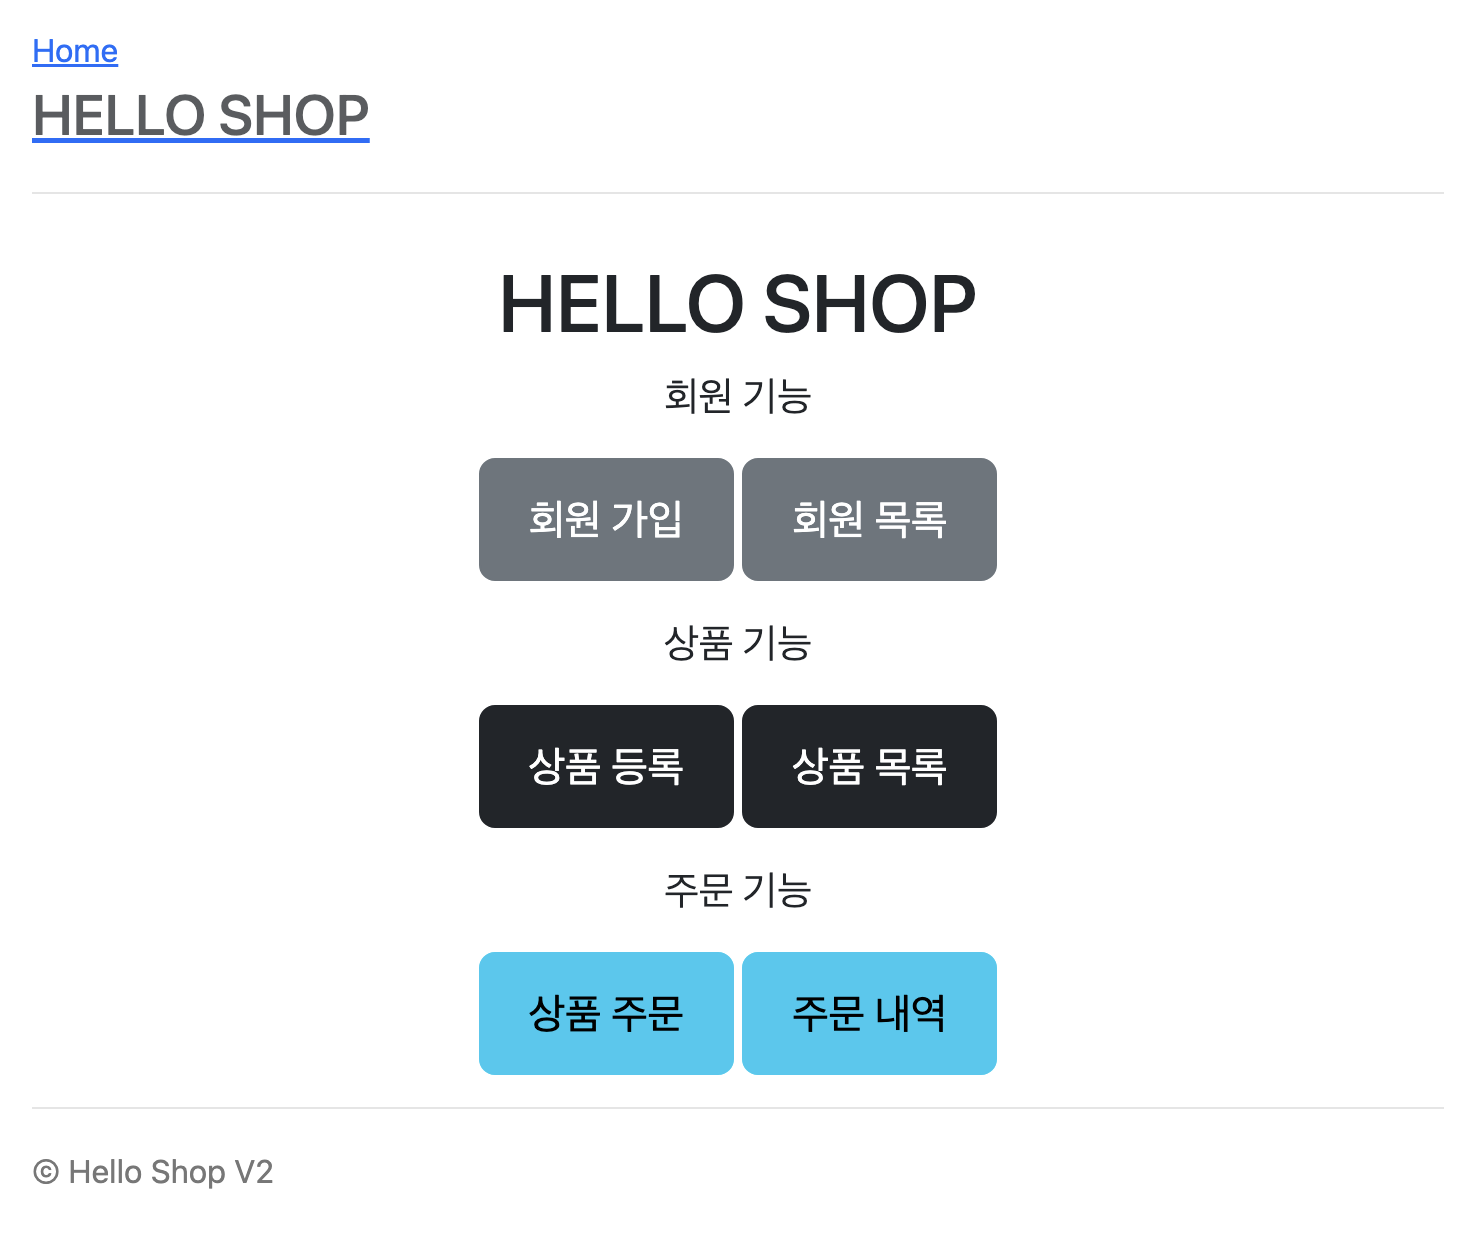 Home
HELLO SHOP
HELLO SHOP
회원 기능
회원 가입 회원 목록
상품 기능
상품 등록 상품 목록
주문 기능
상품 주문 주문 내역
© Hello Shop V2